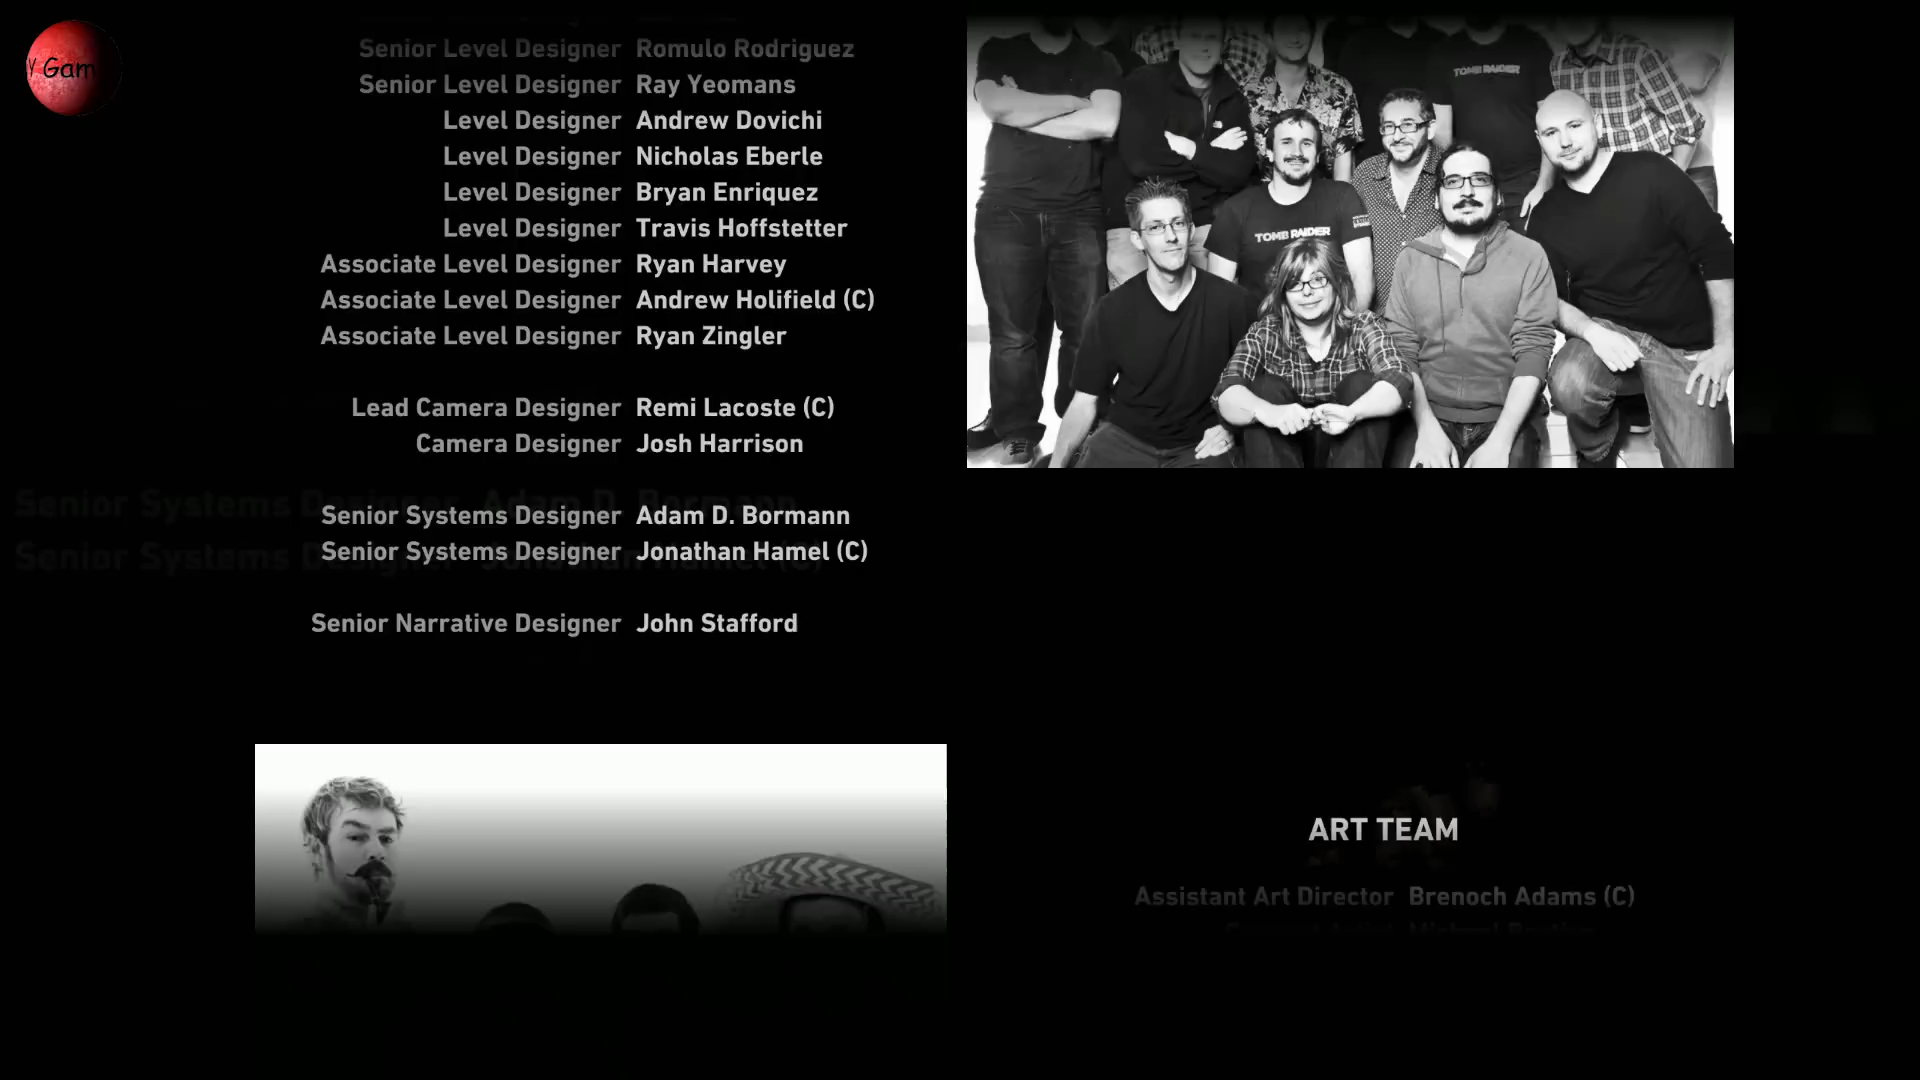 Gam
Senior Level Designer Romulo Rodriguez
Senior Level Designer Ray Yeomans
Level Designer Andrew Dovichi
Level Designer Nicholas Eberle
Level Designer Bryan Enriquez
Level Designer Travis Hoffstetter
Associate Level Designer Ryan Harvey
Associate Level Designer Andrew Holifield (C)
Associate Level Designer Ryan Zingler
Lead Camera Designer Remi Lacoste (C)
Camera Designer Josh Harrison
Senior Systems Designer Adam D. Bormann
Senior Systems Designer Jonathan Hamel (C)
Senior Narrative Designer John Stafford
TOMB RAIDER
TOMB RAIDER
ART TEAM
Assistant Art Director Brenoch Adams (C)